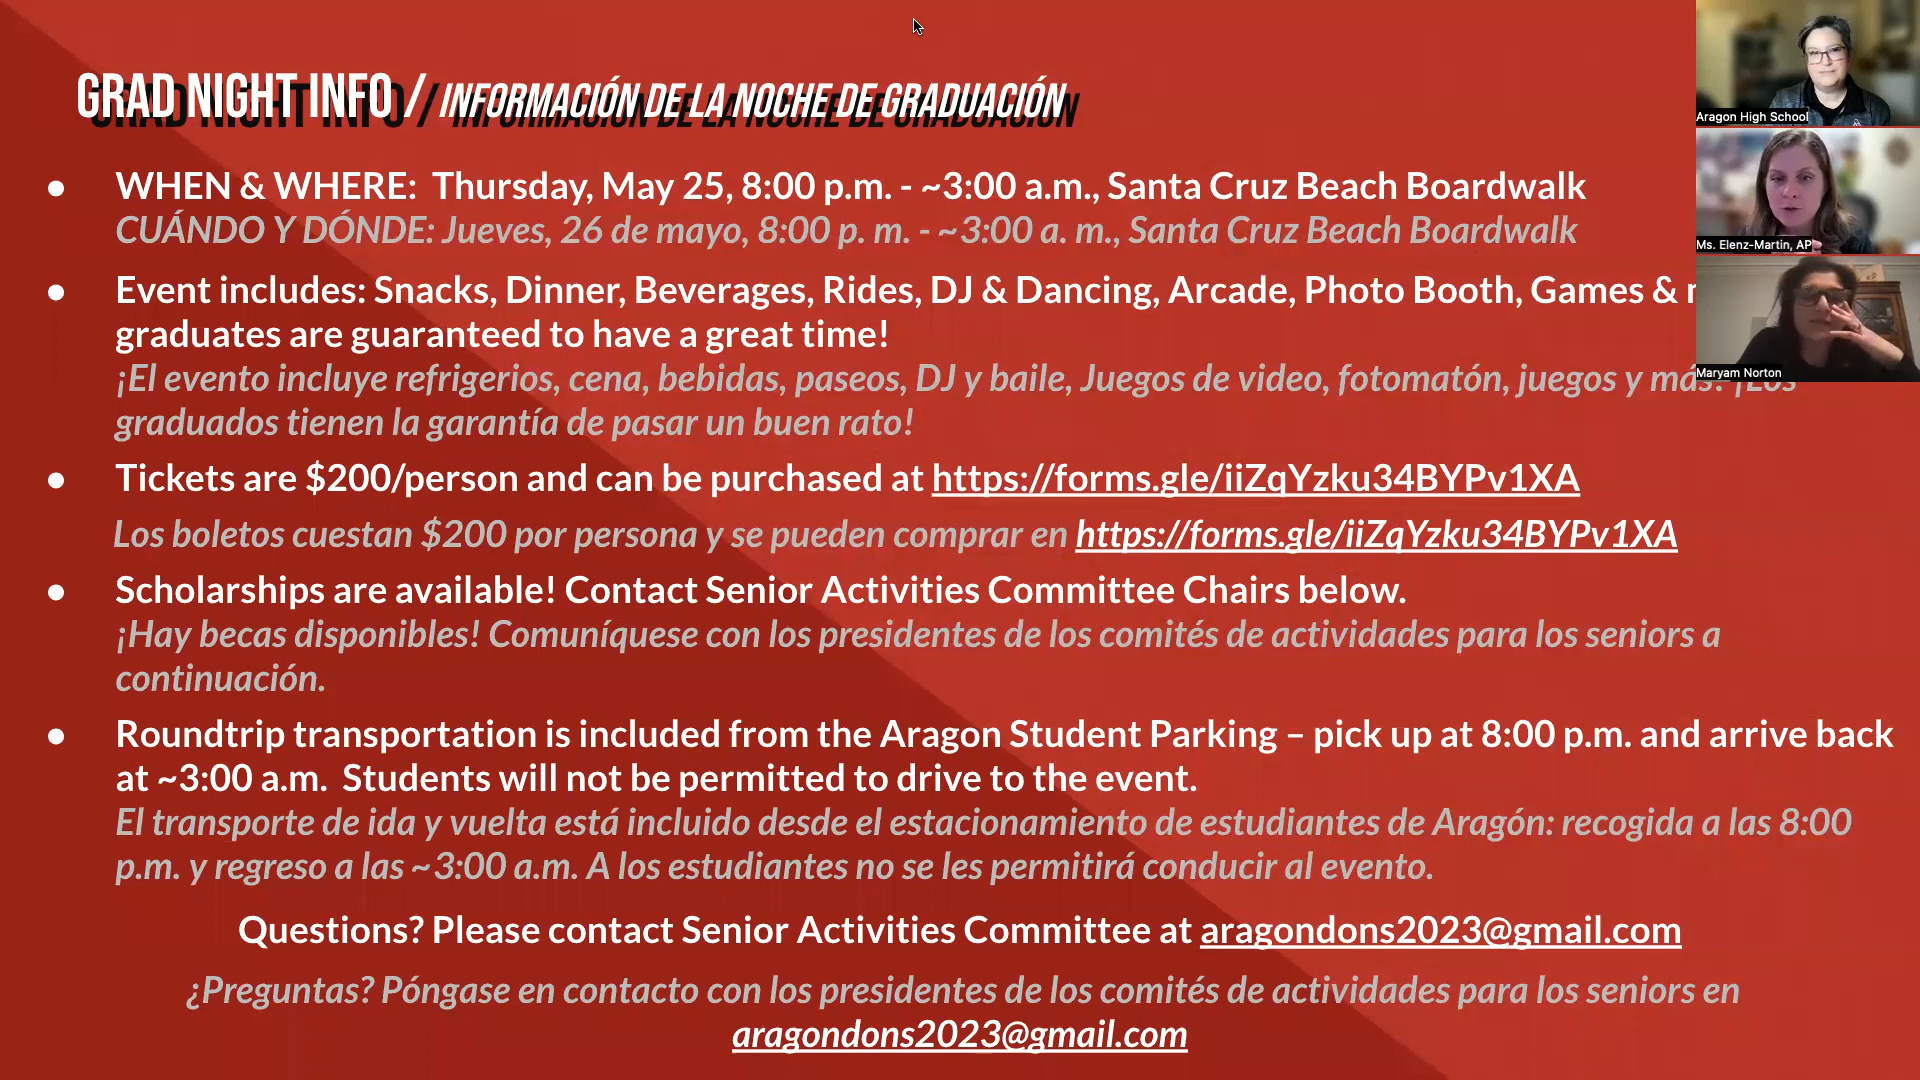 GRAD NIGHT INFO / INFORMACIÓN DE LA NOCHE DE GRADUACIÓN
● WHEN & WHERE: Thursday, May 25, 8:00 p.m. - ~3:00 a.m., Santa Cruz Beach Boardwalk
CUÁNDO Y DÓNDE: Jueves, 26 de mayo, 8:00 p. m. - ~3:00 a. m., Santa Cruz Beach Boardwalk
● Event includes: Snacks, Dinner, Beverages, Rides, DJ & Dancing, Arcade, Photo Booth, Games &
graduates are guaranteed to have a great time!
¡El evento incluye refrigerios, cena, bebidas, paseos, DJ y baile, Juegos de video, fotomatón, juegos y más! ¡Los
graduados tienen la garantía de pasar un buen rato!
● Tickets are $200/person and can be purchased at https://forms.gle/iiZqYzku34BYPv1XA
Los boletos cuestan $200 por persona y se pueden comprar en https://forms.gle/iiZqYzku34BYPv1XA
● Scholarships are available! Contact Senior Activities Committee Chairs below.
¡Hay becas disponibles! Comuníquese con los presidentes de los comités de actividades para los seniors a
continuación.
● Roundtrip transportation is included from the Aragon Student Parking – pick up at 8:00 p.m. and arrive back
at ~3:00 a.m. Students will not be permitted to drive to the event.
El transporte de ida y vuelta está incluido desde el estacionamiento de estudiantes de Aragón: recogida a las 8:00
p.m. y regreso a las ~3:00 a.m. A los estudiantes no se les permitirá conducir al evento.
Questions? Please contact Senior Activities Committee at aragondons2023@gmail.com
¿Preguntas? Póngase en contacto con los presidentes de los comités de actividades para los seniors en
aragondons2023@gmail.com
Aragon High School
Ms. Elenz-Martin, AP
Maryam Norton